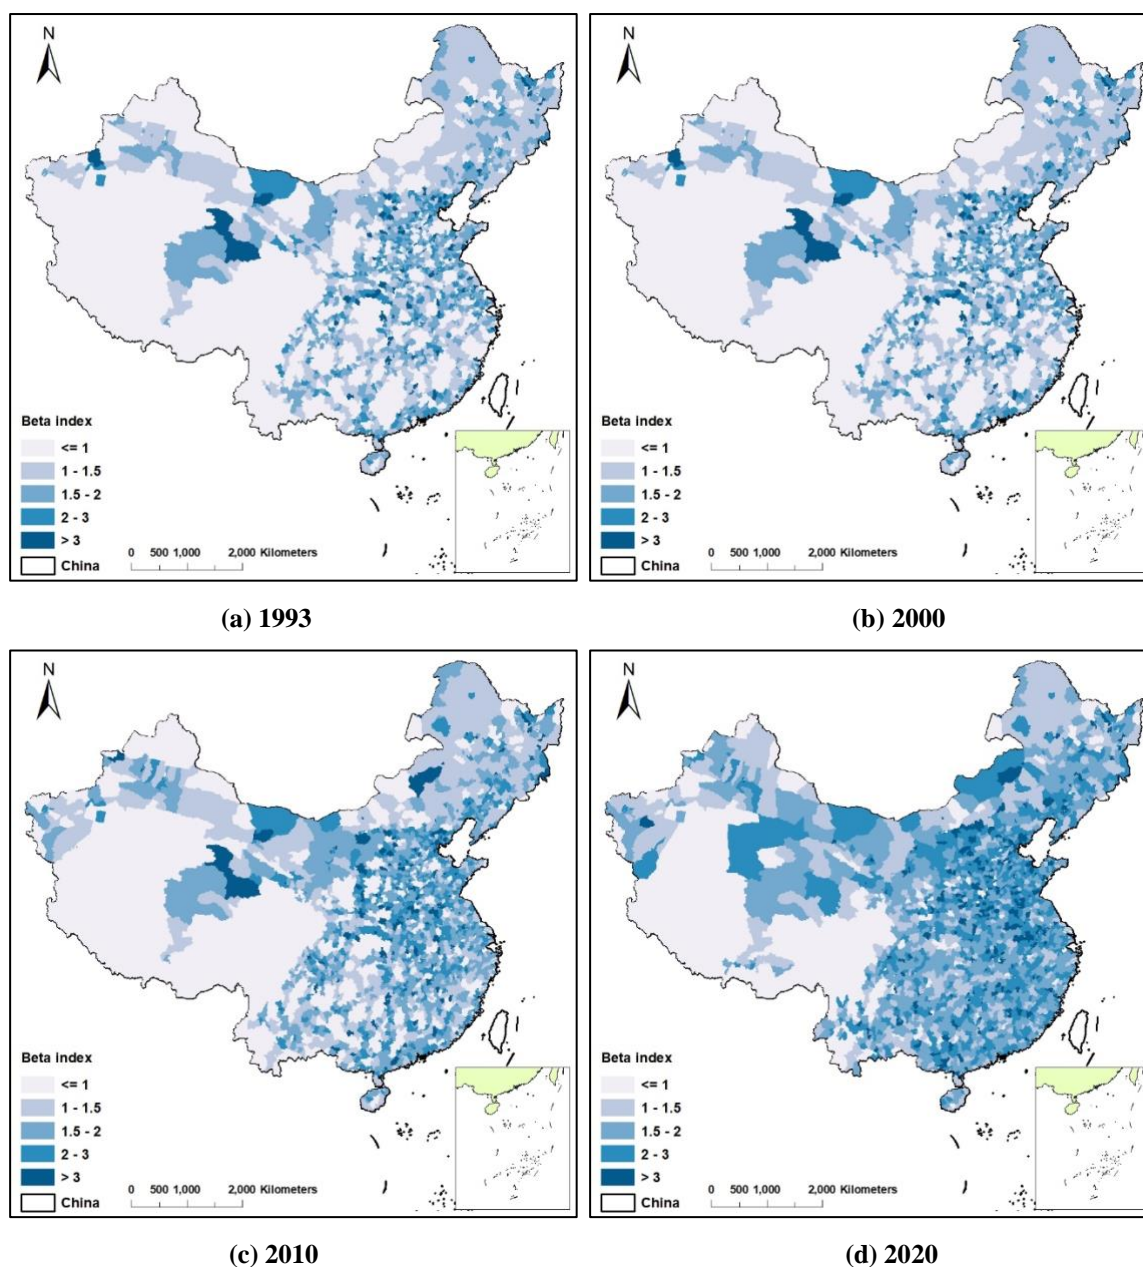 N
Beta index
<= 1
1 - 1.5
1.5 - 2
2 - 3
> 3
China
0 500 1,000 2,000 Kilometers
(a) 1993
N
Beta index
<= 1
1 - 1.5
1.5 - 2
2 - 3
> 3
China
0 500 1,000 2,000 Kilometers
(b) 2000
N
Beta index
<= 1
1 - 1.5
1.5 - 2
2 - 3
> 3
China
0 500 1,000 2,000 Kilometers
(c) 2010
N
Beta index
<= 1
1 - 1.5
1.5 - 2
2 - 3
> 3
China
0 500 1,000 2,000 Kilometers
(d) 2020